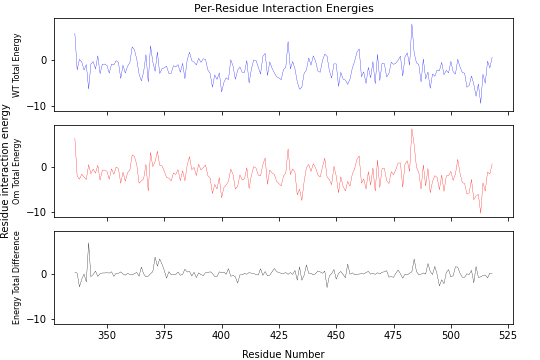 Per-Residue Interaction Energies
Residue interaction energy
WT Total Energy
0
−10
Om Total Energy
0
−10
Energy Total Difference
0
−10
350 375 400 425 450 475 500 525
Residue Number